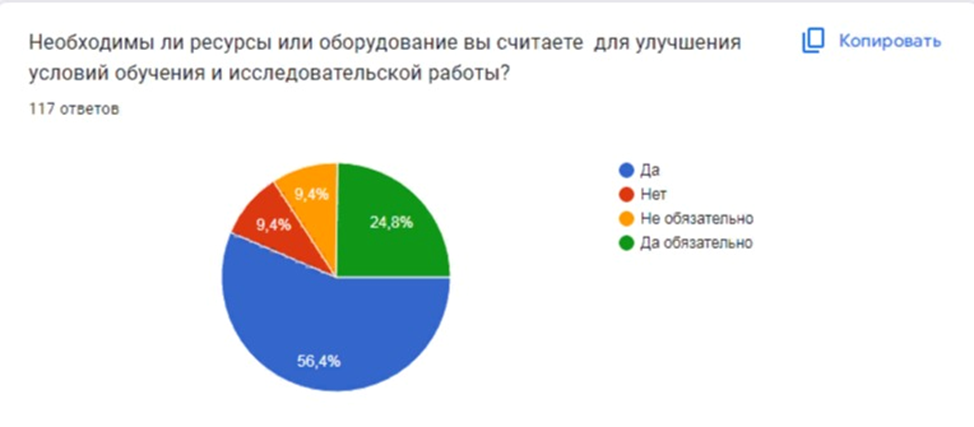 Необходимы ли ресурсы или оборудование вы считаете для улучшения
условий обучения и исследовательской работы?
Копировать
117 ответов
9,4%
9,4%
24,8%
56,4%
Да
Нет
Не обязательно
Да обязательно